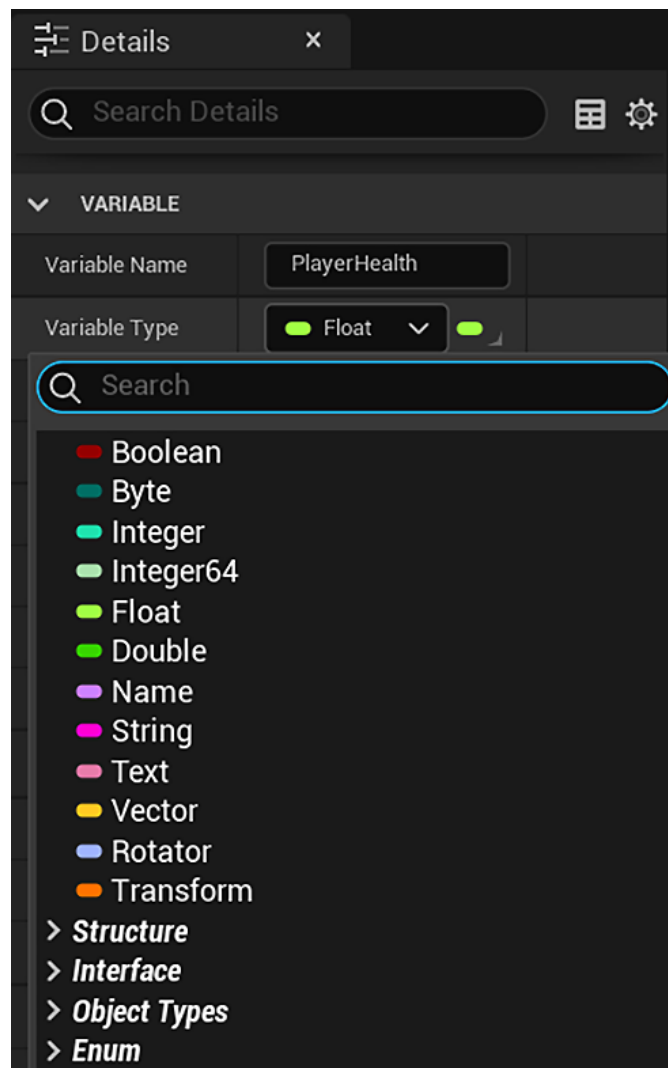 Details
Search Details
VARIABLE
Variable Name PlayerHealth
Variable Type Float
Search
Boolean
Byte
Integer
Integer64
Float
Double
Name
String
Text
Vector
Rotator
Transform
Structure
Interface
Object Types
Enum